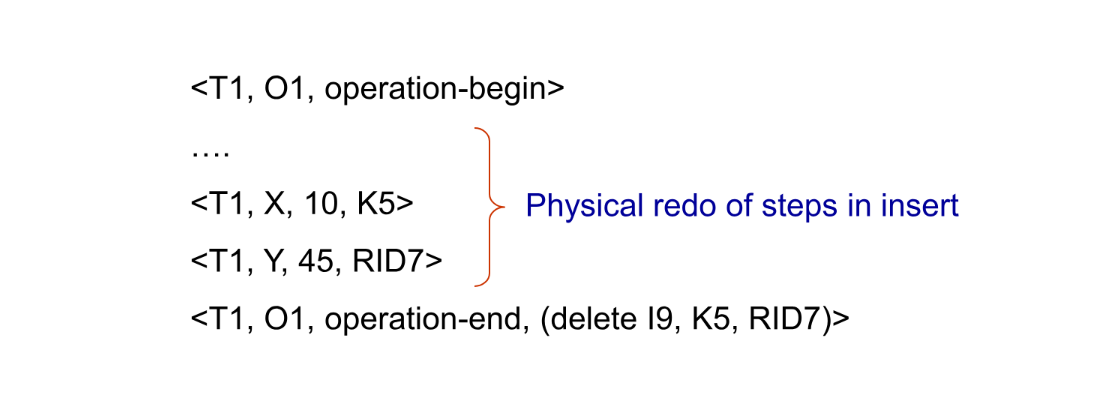 <T1, O1, operation-begin>
….
<T1, X, 10, K5>
Physical redo of steps in insert
<T1, Y, 45, RID7>
<T1, O1, operation-end, (delete I9, K5, RID7)>